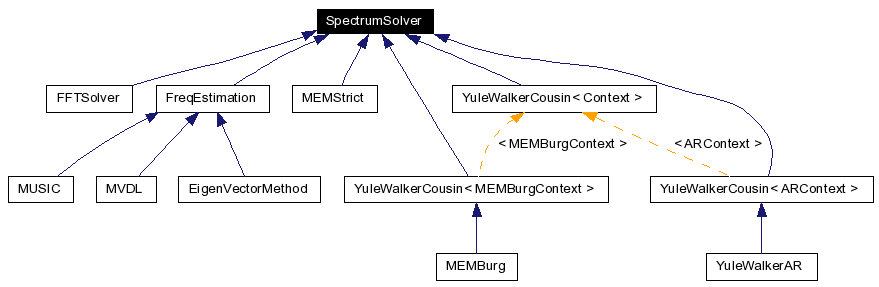 SpectrumSolver
FFTSolver
FreqEstimation
MEMStrict
YuleWalkerCousin< Context >
< MEMBurgContext >
< ARContext >
MUSIC
MVDL
EigenVectorMethod
YuleWalkerCousin< MEMBurgContext >
YuleWalkerCousin< ARContext >
MEMBurg
YuleWalkerAR